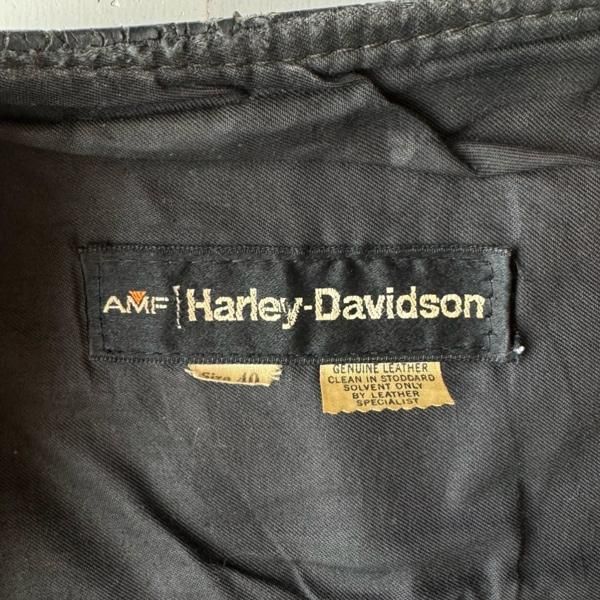 AMF Harley-Davidson
Size 40
GENUINE LEATHER
CLEAN IN STODDARD
SOLVENT ONLY
BY LEATHER
SPECIALIST